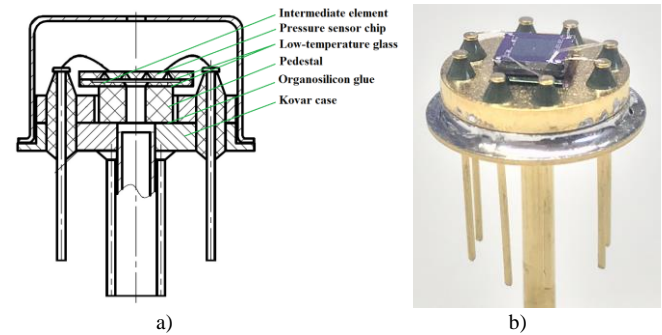 Intermediate element
Pressure sensor chip
Low-temperature glass
Pedestal
Organosilicon glue
Kovar case
a)
b)